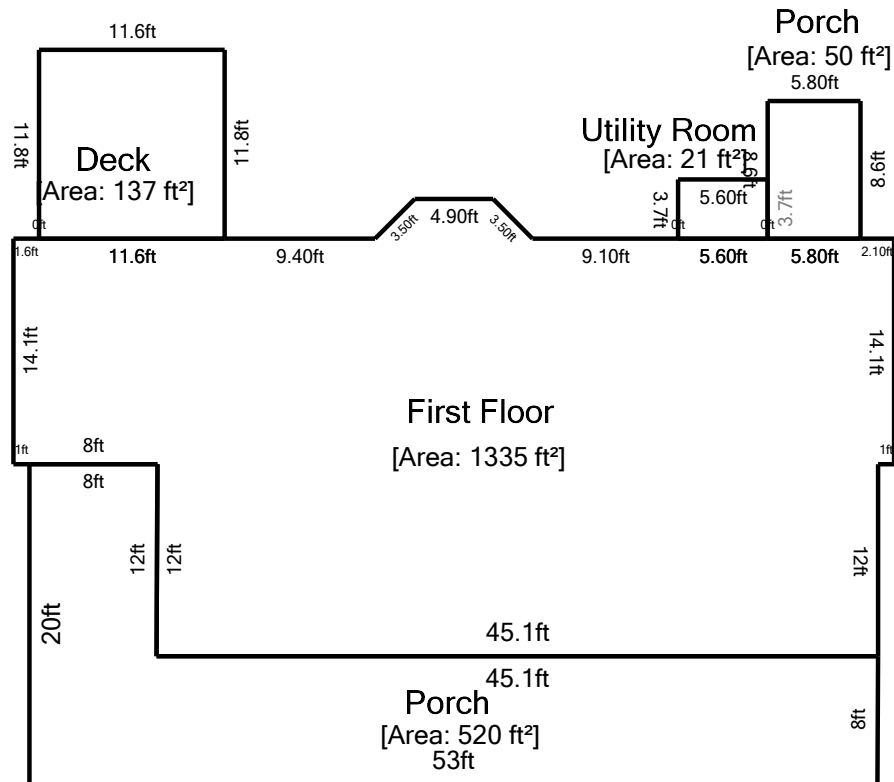 11.6ft
Porch
[Area: 50 ft²]
5.80ft
11.8ft
11.8ft
Deck
[Area: 137 ft²]
Utility Room
[Area: 21 ft²]
8.6ft
8.6ft
5.60ft
3.7ft
3.7ft
0ft
0ft
0ft
3.50ft
4.90ft
3.50ft
1.6ft
11.6ft
9.40ft
9.10ft
5.60ft
5.80ft
2.10ft
14.1ft
14.1ft
First Floor
[Area: 1335 ft²]
1ft
8ft
1ft
8ft
12ft
12ft
12ft
20ft
45.1ft
45.1ft
Porch
[Area: 520 ft²]
53ft
8ft